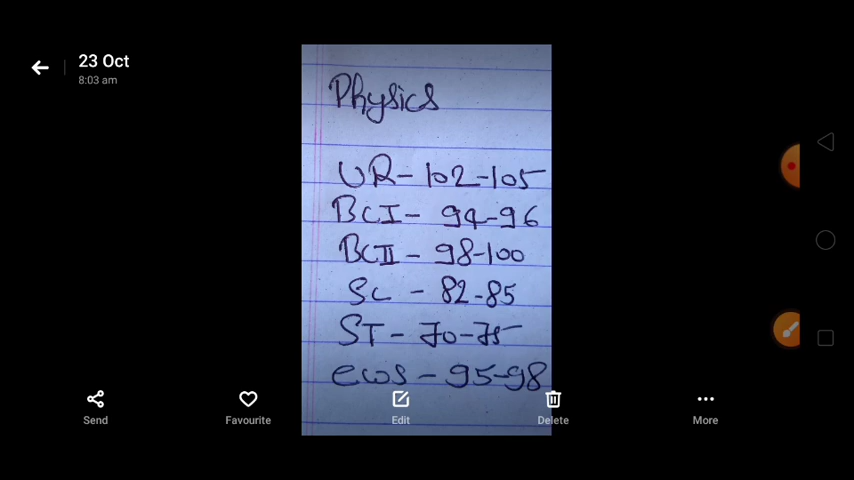 23 Oct
8:03 am
Physics
UR - 102-105
BCI - 94-96
BCII - 98-100
SC - 82-85
ST - 70-75
ews - 95-98
Send
Favourite
Edit
Delete
More